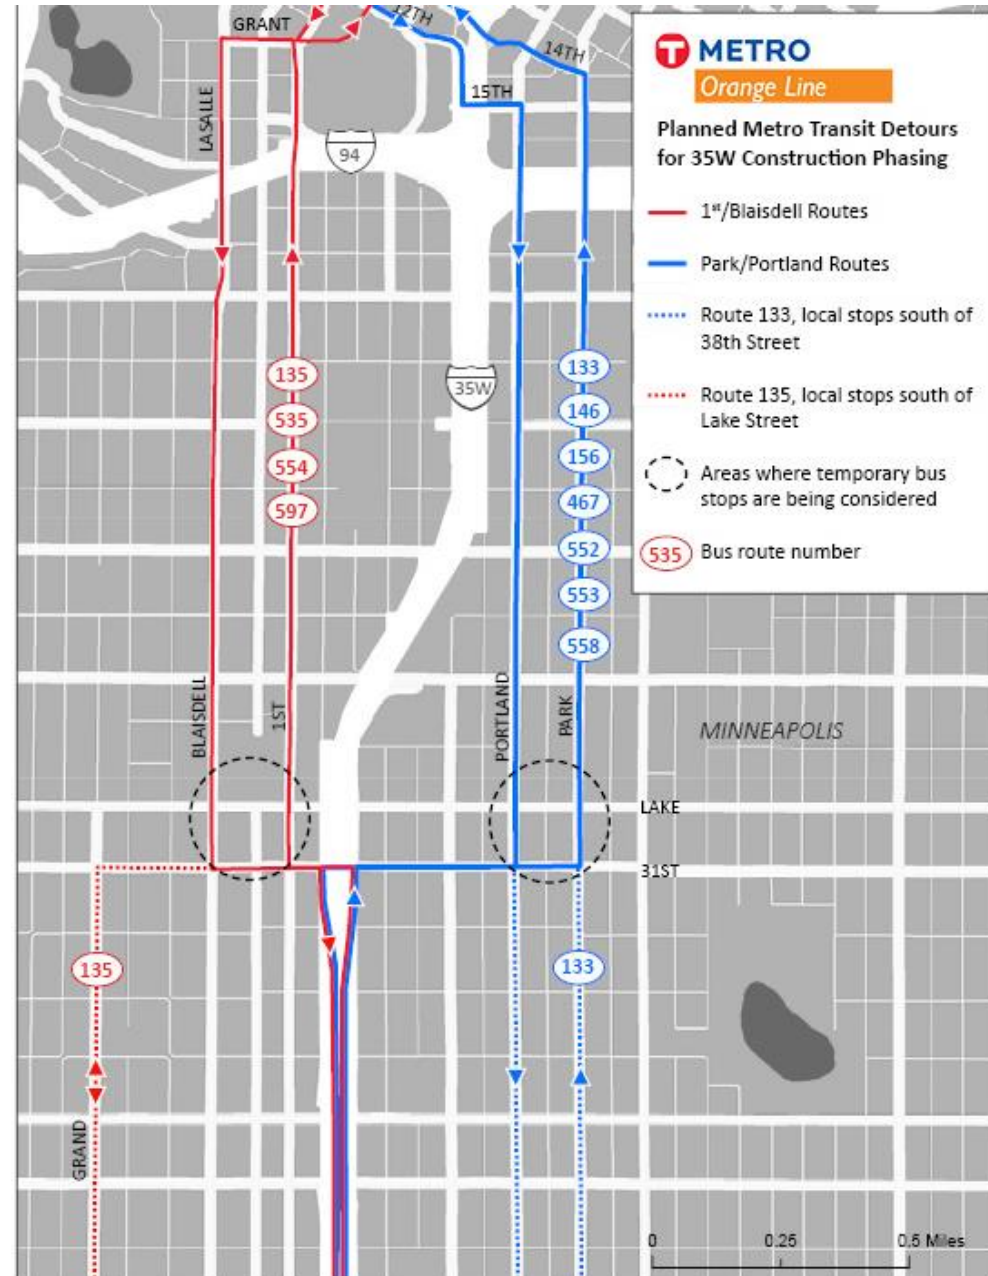 GRANT
12TH
14TH
15TH
LASALLE
94
35W
135
535
554
597
133
146
156
467
552
553
558
BLAISDELL
1ST
PORTLAND
PARK
MINNEAPOLIS
LAKE
31ST
135
133
GRAND
0 0.25 0.5 Miles
T METRO
Orange Line
Planned Metro Transit Detours
for 35W Construction Phasing
1st/Blaisdell Routes
Park/Portland Routes
Route 133, local stops south of
38th Street
Route 135, local stops south of
Lake Street
Areas where temporary bus
stops are being considered
535 Bus route number